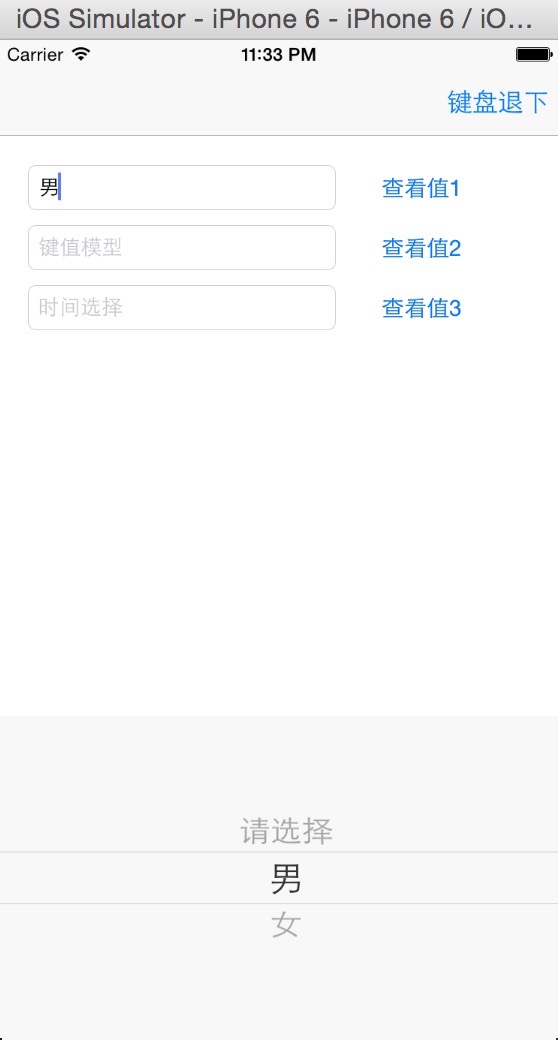 iOS Simulator - iPhone 6 - iPhone 6 / iO...
Carrier 11:33 PM
键盘退下
男 查看值1
键值模型 查看值2
时间选择 查看值3
请选择
男
女